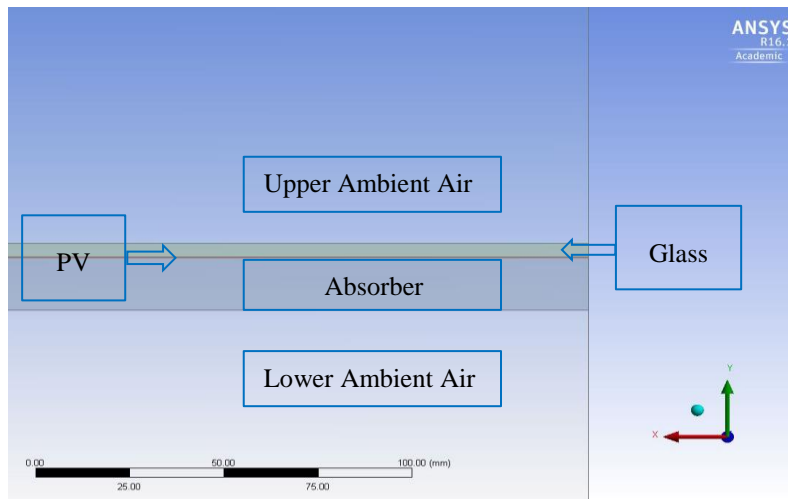 ANSYS
R16.
Academic
Upper Ambient Air
PV
Glass
Absorber
Lower Ambient Air
Y
X
0.00
50.00
100.00 (mm)
25.00
75.00